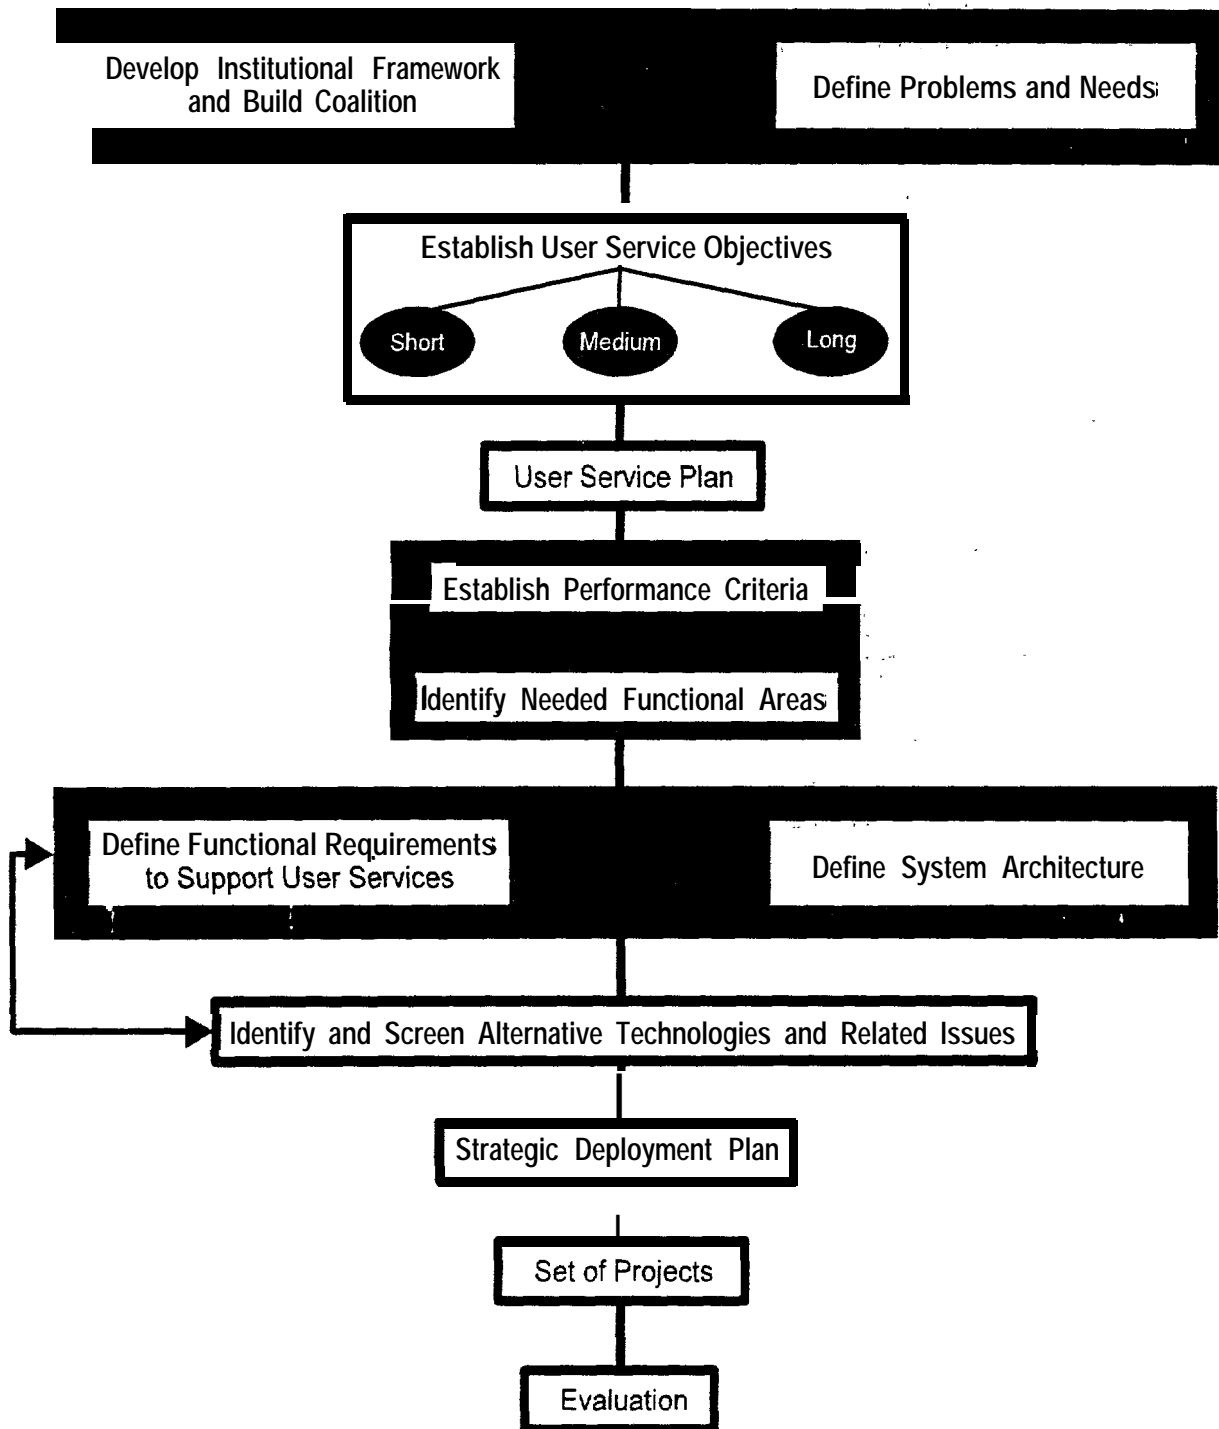 Develop Institutional Framework
and Build Coalition
Define Problems and Needs
Establish User Service Objectives
Short
Medium
Long
User Service Plan
Establish Performance Criteria
Identify Needed Functional Areas
Define Functional Requirements
to Support User Services
Define System Architecture
Identify and Screen Alternative Technologies and Related Issues
Strategic Deployment Plan
Set of Projects
Evaluation